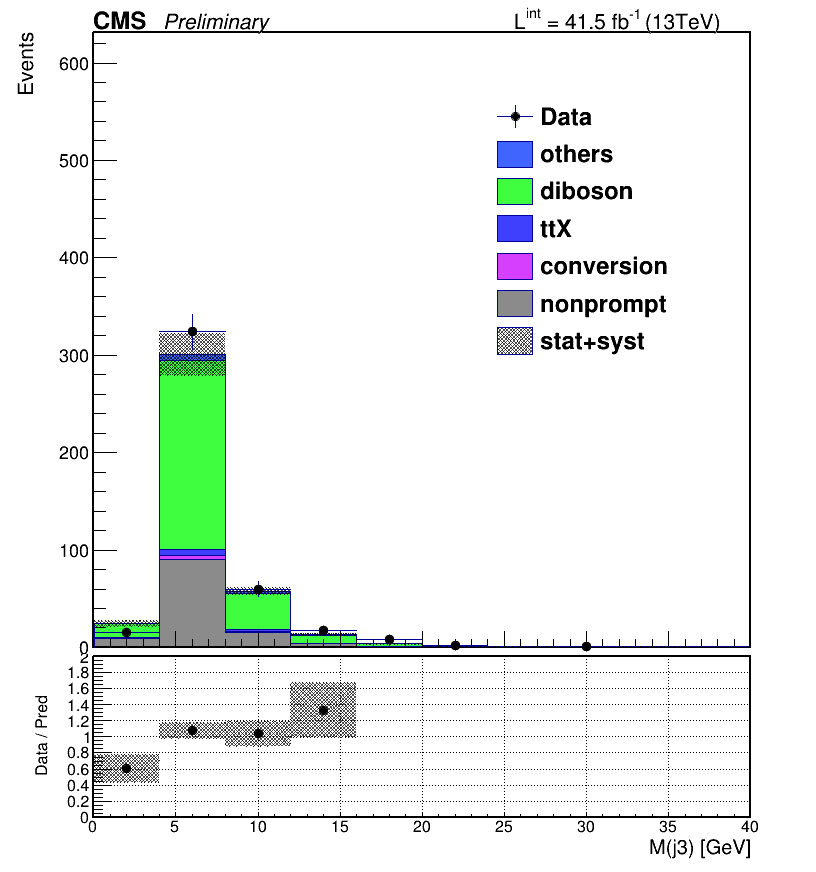 CMS Preliminary L^int = 41.5 fb^-1 (13TeV)
Events
600
500
400
300
200
100
0
Data
others
diboson
ttX
conversion
nonprompt
stat+syst
Data / Pred
2
2
1.8
1.6
1.4
1.2
1
0.8
0.6
0.4
0.2
0
0 5 10 15 20 25 30 35 40
M(j3) [GeV]